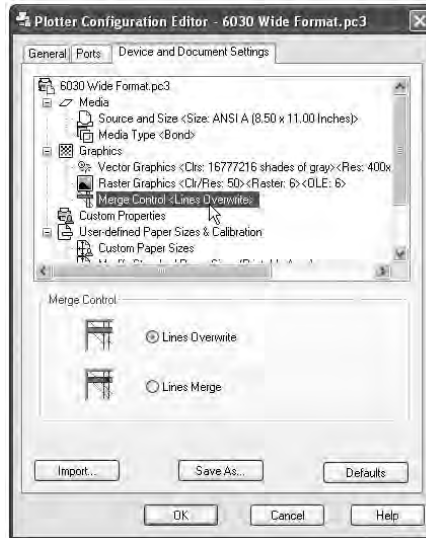 Plotter Configuration Editor - 6030 Wide Format.pc3
General Ports Device and Document Settings
6030 Wide Format.pc3
Media
Source and Size <Size: ANSI A (8.50 x 11.00 Inches)>
Media Type <Bond>
Graphics
Vector Graphics <Clrs: 16777216 shades of gray><Res: 400x
Raster Graphics <Clr/Res: 50><Raster: 6><OLE: 6>
Merge Control <Lines Overwrite>
Custom Properties
User-defined Paper Sizes & Calibration
Custom Paper Sizes
Merge Control
Lines Overwrite
Lines Merge
Import... Save As... Defaults
OK Cancel Help